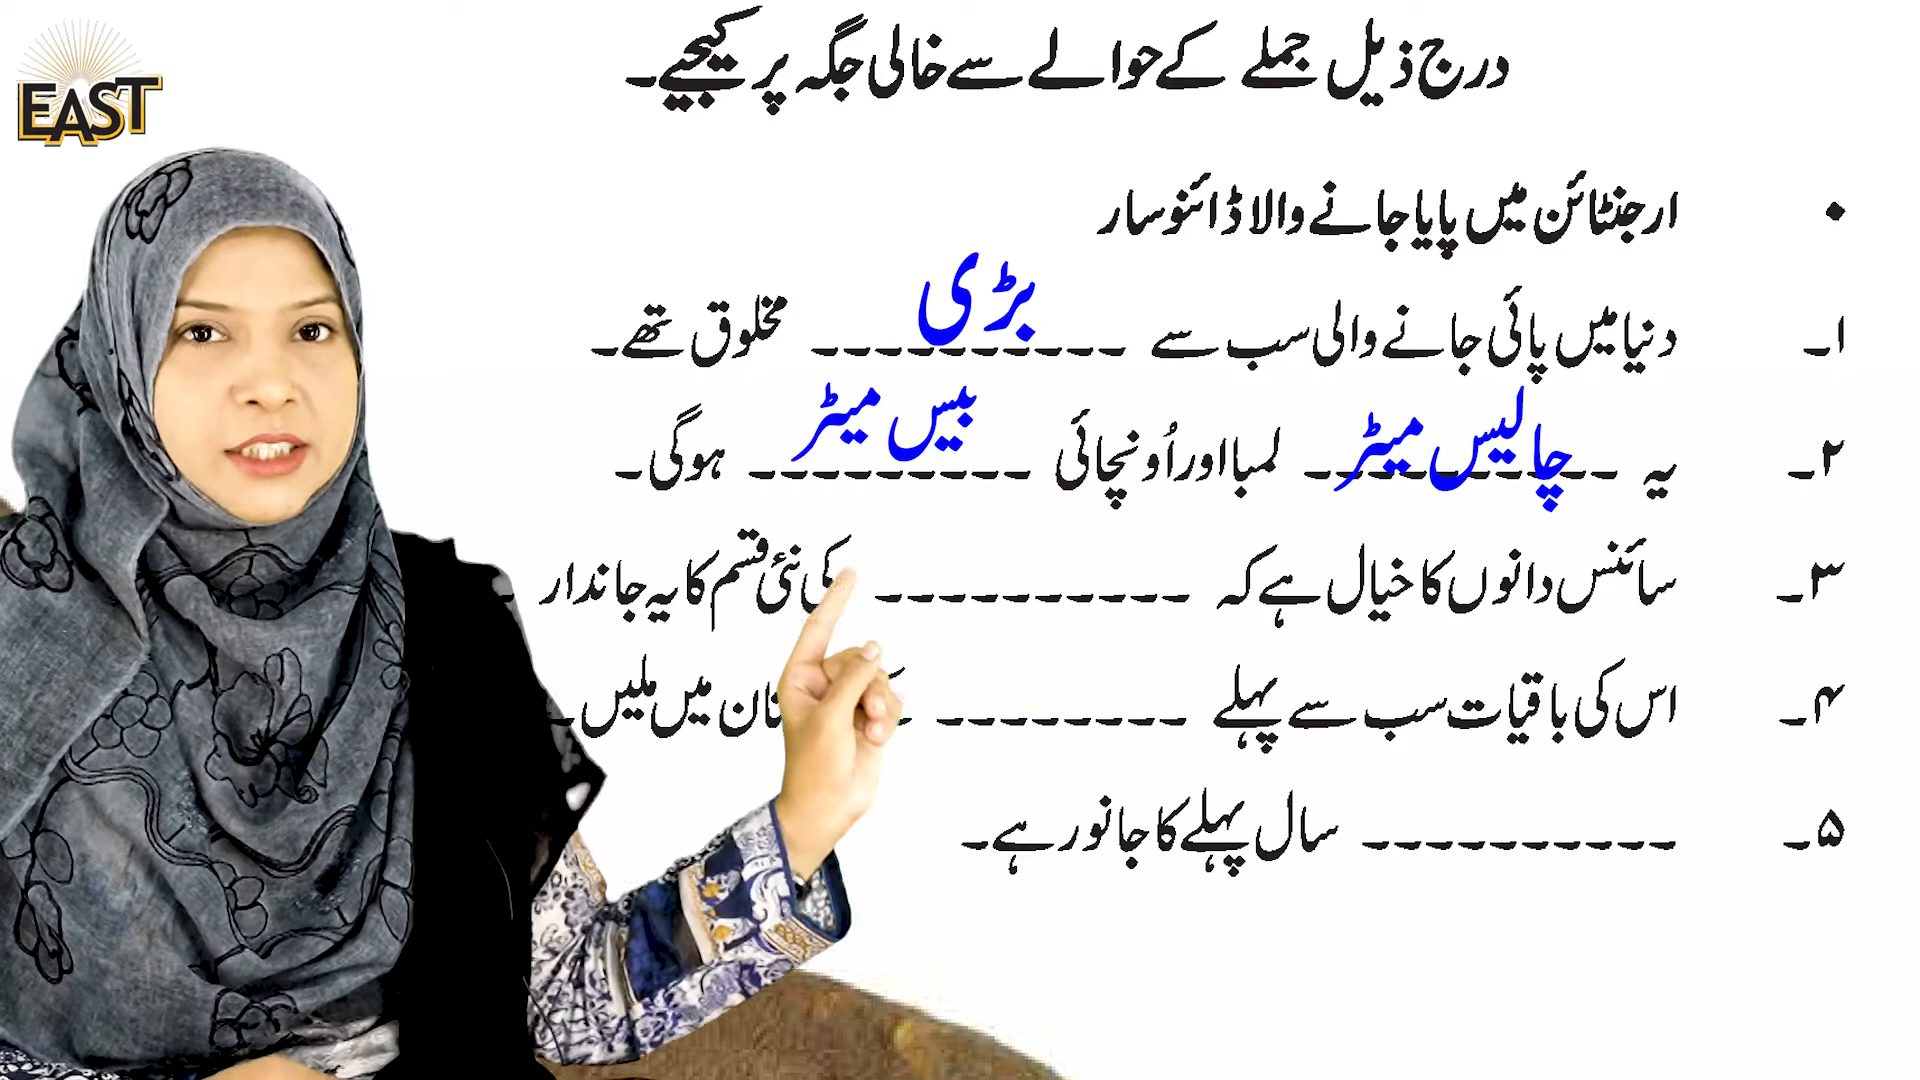 EAST
درج ذیل جملے کے حوالے سے خالی جگہ پر کیجیے۔
• ارجنٹائن میں پایا جانے والا ڈائنوسار
۱۔ دنیا میں پائی جانے والی سب سے بڑی مخلوق تھے۔
۲۔ یہ چالیس میٹر لمبا اور اُونچائی بیس میٹر ہوگی۔
۳۔ سائنس دانوں کا خیال ہے کہ ---------- کی نئی قسم کا یہ جاندار
۴۔ اس کی باقیات سب سے پہلے -------- میں ملیں۔
۵۔ ---------- سال پہلے کا جانور ہے۔